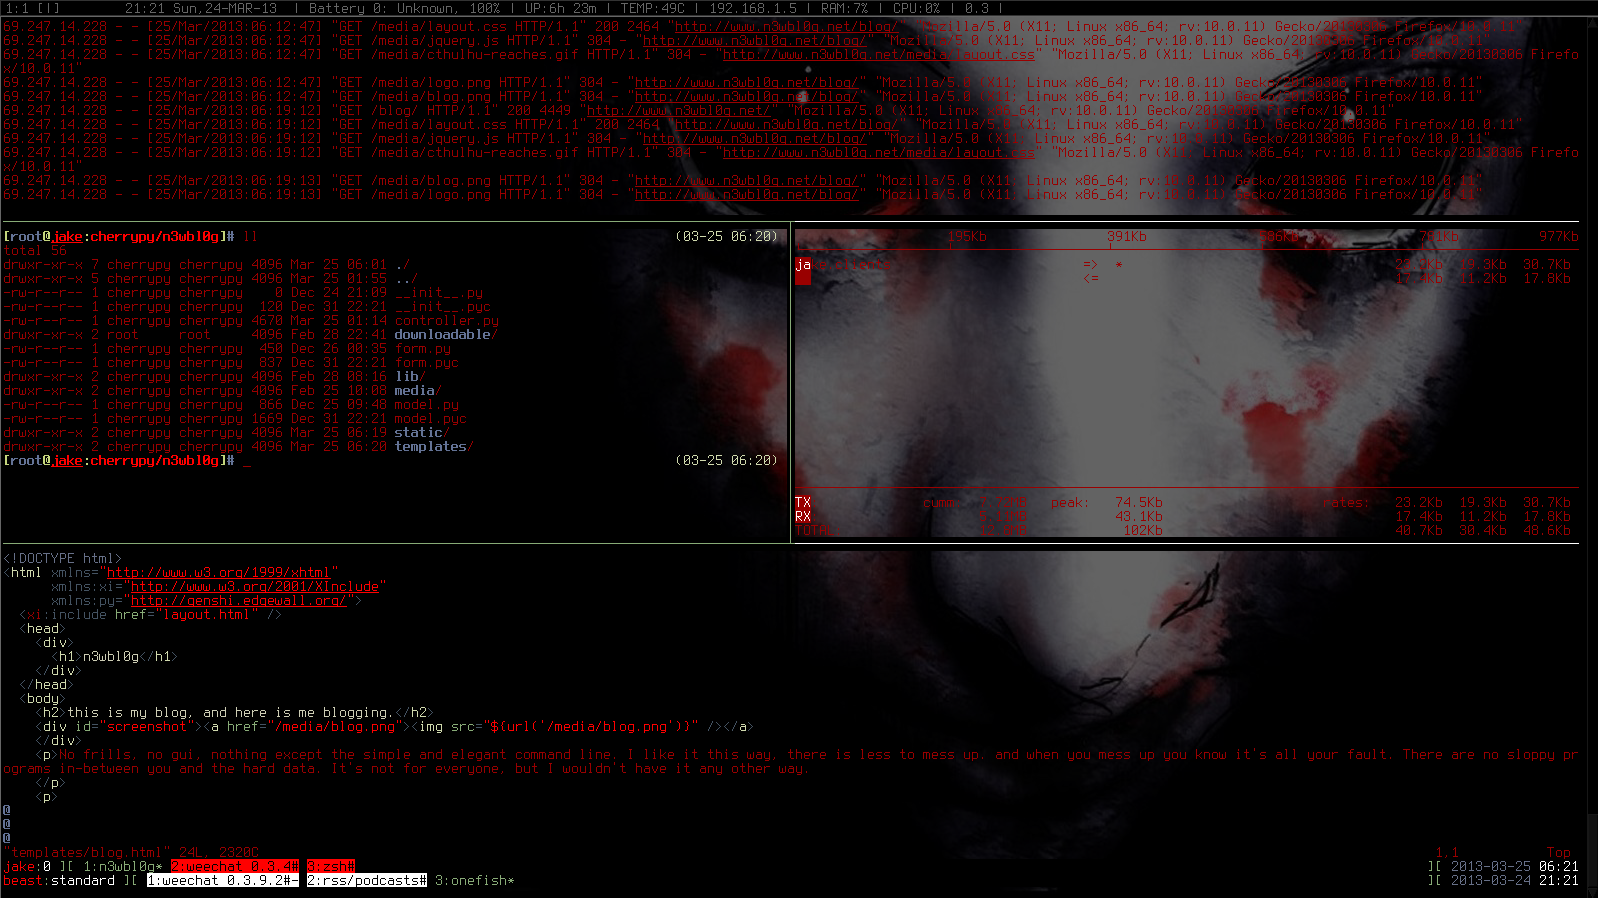 1:1 [|] 21:21 Sun,24-MAR-13 | Battery 0: Unknown, 100% | UP:6h 23m | TEMP:49C | 192.168.1.5 | RAM:7% | CPU:0% | 0.3 |
69.247.14.228 - - [25/Mar/2013:06:12:47] "GET /media/layout.css HTTP/1.1" 200 2464 "http://www.n3wbl0g.net/blog/" "Mozilla/5.0 (X11; Linux x86_64; rv:10.0.11) Gecko/20130306 Firefox/10.0.11"
69.247.14.228 - - [25/Mar/2013:06:12:47] "GET /media/jquery.js HTTP/1.1" 304 - "http://www.n3wbl0g.net/blog/" "Mozilla/5.0 (X11; Linux x86_64; rv:10.0.11) Gecko/20130306 Firefox/10.0.11"
69.247.14.228 - - [25/Mar/2013:06:12:47] "GET /media/cthulhu-reaches.gif HTTP/1.1" 304 - "http://www.n3wbl0g.net/media/layout.css" "Mozilla/5.0 (X11; Linux x86_64; rv:10.0.11) Gecko/20130306 Firefo
x/10.0.11"
69.247.14.228 - - [25/Mar/2013:06:12:47] "GET /media/logo.png HTTP/1.1" 304 - "http://www.n3wbl0g.net/blog/" "Mozilla/5.0 (X11; Linux x86_64; rv:10.0.11) Gecko/20130306 Firefox/10.0.11"
69.247.14.228 - - [25/Mar/2013:06:12:47] "GET /media/blog.png HTTP/1.1" 304 - "http://www.n3wbl0g.net/blog/" "Mozilla/5.0 (X11; Linux x86_64; rv:10.0.11) Gecko/20130306 Firefox/10.0.11"
69.247.14.228 - - [25/Mar/2013:06:19:12] "GET /blog/ HTTP/1.1" 200 4449 "http://www.n3wbl0g.net/" "Mozilla/5.0 (X11; Linux x86_64; rv:10.0.11) Gecko/20130306 Firefox/10.0.11"
69.247.14.228 - - [25/Mar/2013:06:19:12] "GET /media/layout.css HTTP/1.1" 200 2464 "http://www.n3wbl0g.net/blog/" "Mozilla/5.0 (X11; Linux x86_64; rv:10.0.11) Gecko/20130306 Firefox/10.0.11"
69.247.14.228 - - [25/Mar/2013:06:19:12] "GET /media/jquery.js HTTP/1.1" 304 - "http://www.n3wbl0g.net/blog/" "Mozilla/5.0 (X11; Linux x86_64; rv:10.0.11) Gecko/20130306 Firefox/10.0.11"
69.247.14.228 - - [25/Mar/2013:06:19:12] "GET /media/cthulhu-reaches.gif HTTP/1.1" 304 - "http://www.n3wbl0g.net/media/layout.css" "Mozilla/5.0 (X11; Linux x86_64; rv:10.0.11) Gecko/20130306 Firefo
x/10.0.11"
69.247.14.228 - - [25/Mar/2013:06:19:13] "GET /media/blog.png HTTP/1.1" 304 - "http://www.n3wbl0g.net/blog/" "Mozilla/5.0 (X11; Linux x86_64; rv:10.0.11) Gecko/20130306 Firefox/10.0.11"
69.247.14.228 - - [25/Mar/2013:06:19:13] "GET /media/logo.png HTTP/1.1" 304 - "http://www.n3wbl0g.net/blog/" "Mozilla/5.0 (X11; Linux x86_64; rv:10.0.11) Gecko/20130306 Firefox/10.0.11"
[root@jake:cherrypy/n3wbl0g]# ll (03-25 06:20)
total 56
drwxr-xr-x 7 cherrypy cherrypy 4096 Mar 25 06:01 ./
drwxr-xr-x 5 cherrypy cherrypy 4096 Mar 25 01:55 ../
-rw-r--r-- 1 cherrypy cherrypy 0 Dec 24 21:09 __init__.py
-rw-r--r-- 1 cherrypy cherrypy 120 Dec 31 22:21 __init__.pyc
-rw-r--r-- 1 cherrypy cherrypy 4670 Mar 25 01:14 controller.py
drwxr-xr-x 2 root root 4096 Feb 28 22:41 downloadable/
-rw-r--r-- 1 cherrypy cherrypy 450 Dec 26 00:35 form.py
-rw-r--r-- 1 cherrypy cherrypy 837 Dec 31 22:21 form.pyc
drwxr-xr-x 2 cherrypy cherrypy 4096 Feb 28 08:16 lib/
drwxr-xr-x 2 cherrypy cherrypy 4096 Feb 25 10:08 media/
-rw-r--r-- 1 cherrypy cherrypy 866 Dec 25 09:48 model.py
-rw-r--r-- 1 cherrypy cherrypy 1669 Dec 31 22:21 model.pyc
drwxr-xr-x 2 cherrypy cherrypy 4096 Mar 25 06:19 static/
drwxr-xr-x 2 cherrypy cherrypy 4096 Mar 25 06:20 templates/
[root@jake:cherrypy/n3wbl0g]# _ (03-25 06:20)
195Kb 391Kb 977Kb
ja => * 19.3Kb 30.7Kb
<= 11.2Kb 17.8Kb
TX: cumm: peak: 74.5Kb rates: 23.2Kb 19.3Kb 30.7Kb
RX: 43.1Kb 17.4Kb 11.2Kb 17.8Kb
TOTAL: 102Kb 40.7Kb 30.4Kb 48.6Kb
<!DOCTYPE html>
<html xmlns="http://www.w3.org/1999/xhtml"
xmlns:xi="http://www.w3.org/2001/XInclude"
xmlns:py="http://genshi.edgewall.org/">
<xi:include href="layout.html" />
<head>
<div>
<h1>n3wbl0g</h1>
</div>
</head>
<body>
<h2>this is my blog, and here is me blogging.</h2>
<div id="screenshot"><a href="/media/blog.png"><img src="${url('/media/blog.png')}" /></a>
</div>
<p>No frills, no gui, nothing except the simple and elegant command line. I like it this way, there is less to mess up, and when you mess up you know it's all your fault. There are no sloppy pr
ograms in-between you and the hard data. It's not for everyone, but I wouldn't have it any other way.
</p>
<p>
@
@
@
"templates/blog.html" 24L, 2320C 1,1 Top
jake:0 ][ 1:n3wbl0g* 2:weechat 0.3.4# 3:zsh# ][ 2013-03-25 06:21
beast:standard ][ 1:weechat 0.3.9.2#- 2:rss/podcasts# 3:onefish* ][ 2013-03-24 21:21